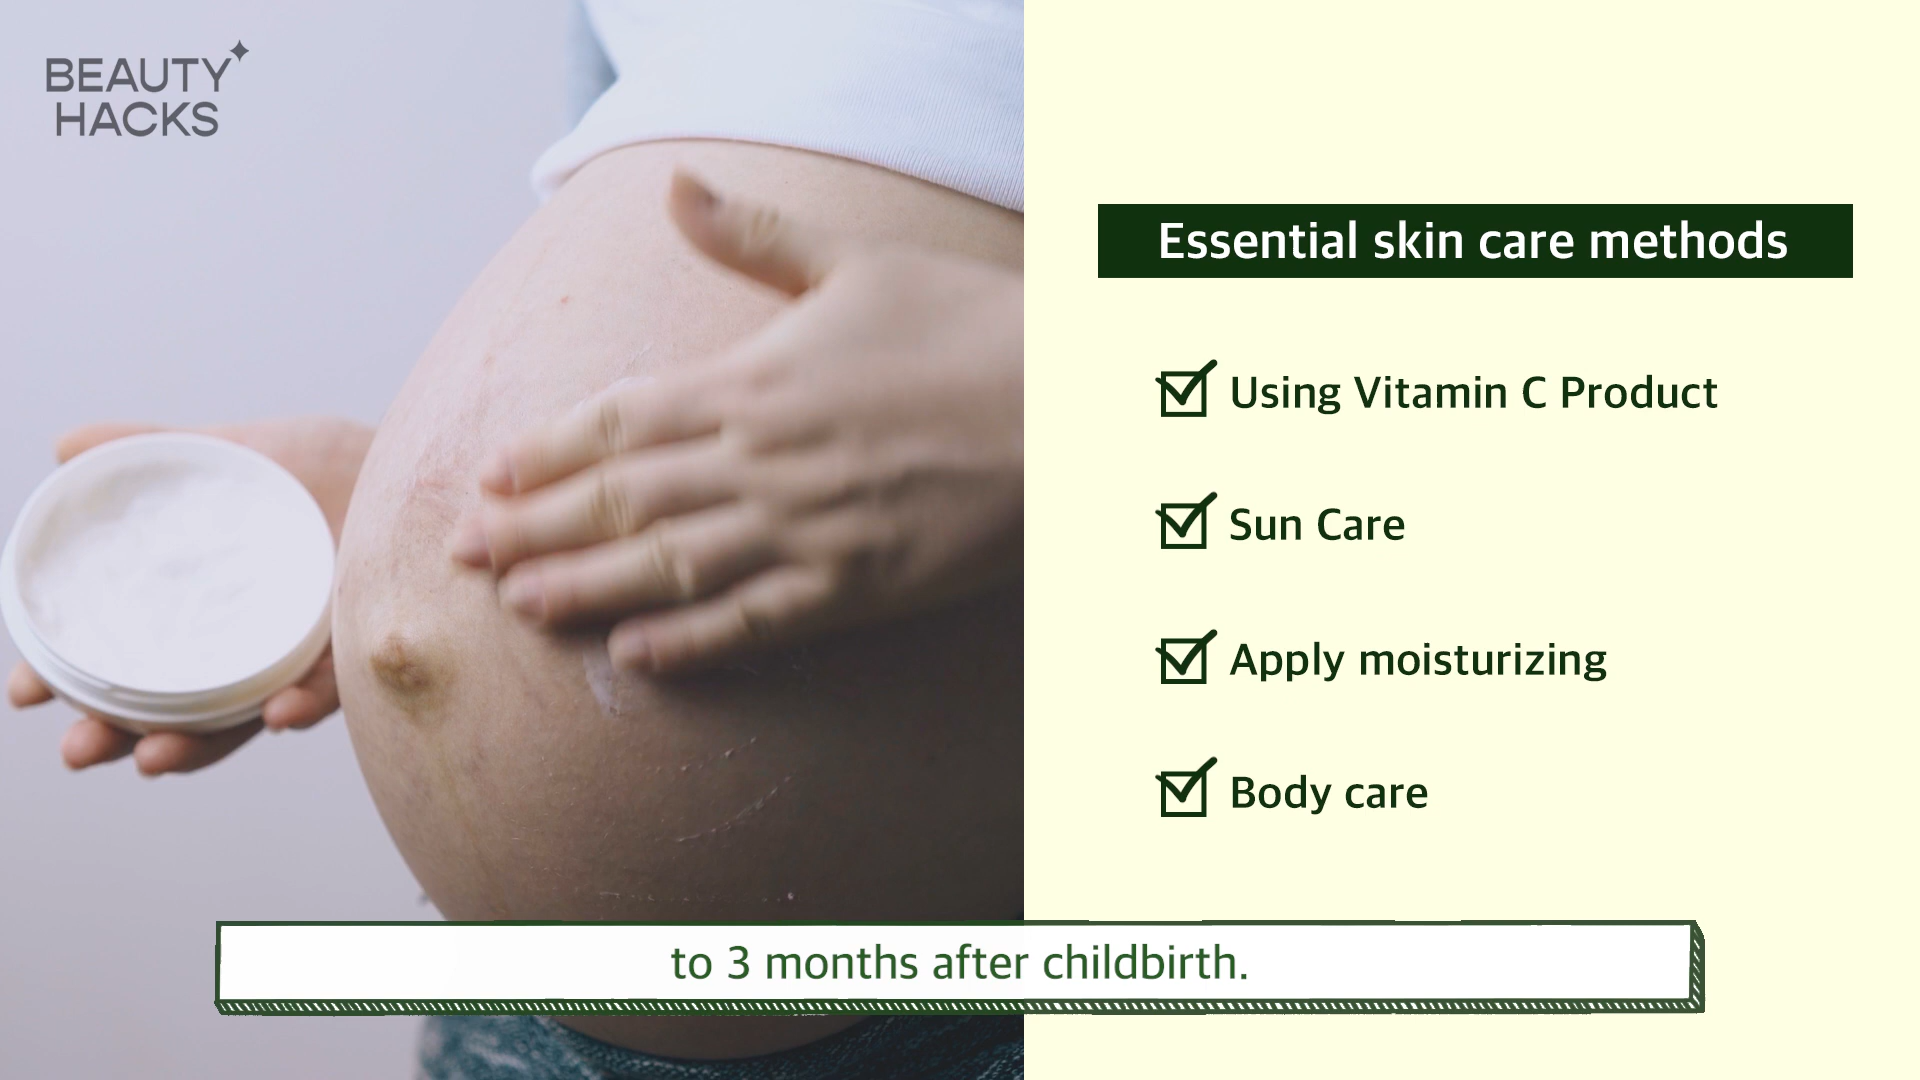 BEAUTY
HACKS
Essential skin care methods
Using Vitamin C Product
Sun Care
Apply moisturizing
Body care
to 3 months after childbirth.